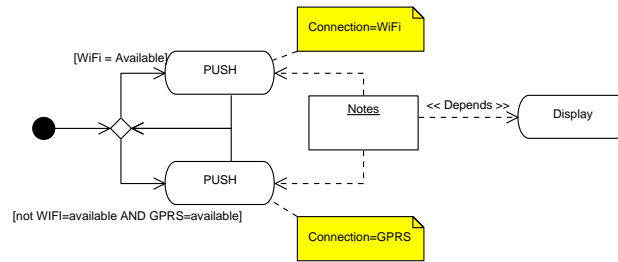 Connection=WiFi
[WiFi = Available]
PUSH
Notes
<< Depends >>
Display
PUSH
[not WIFI=available AND GPRS=available]
Connection=GPRS